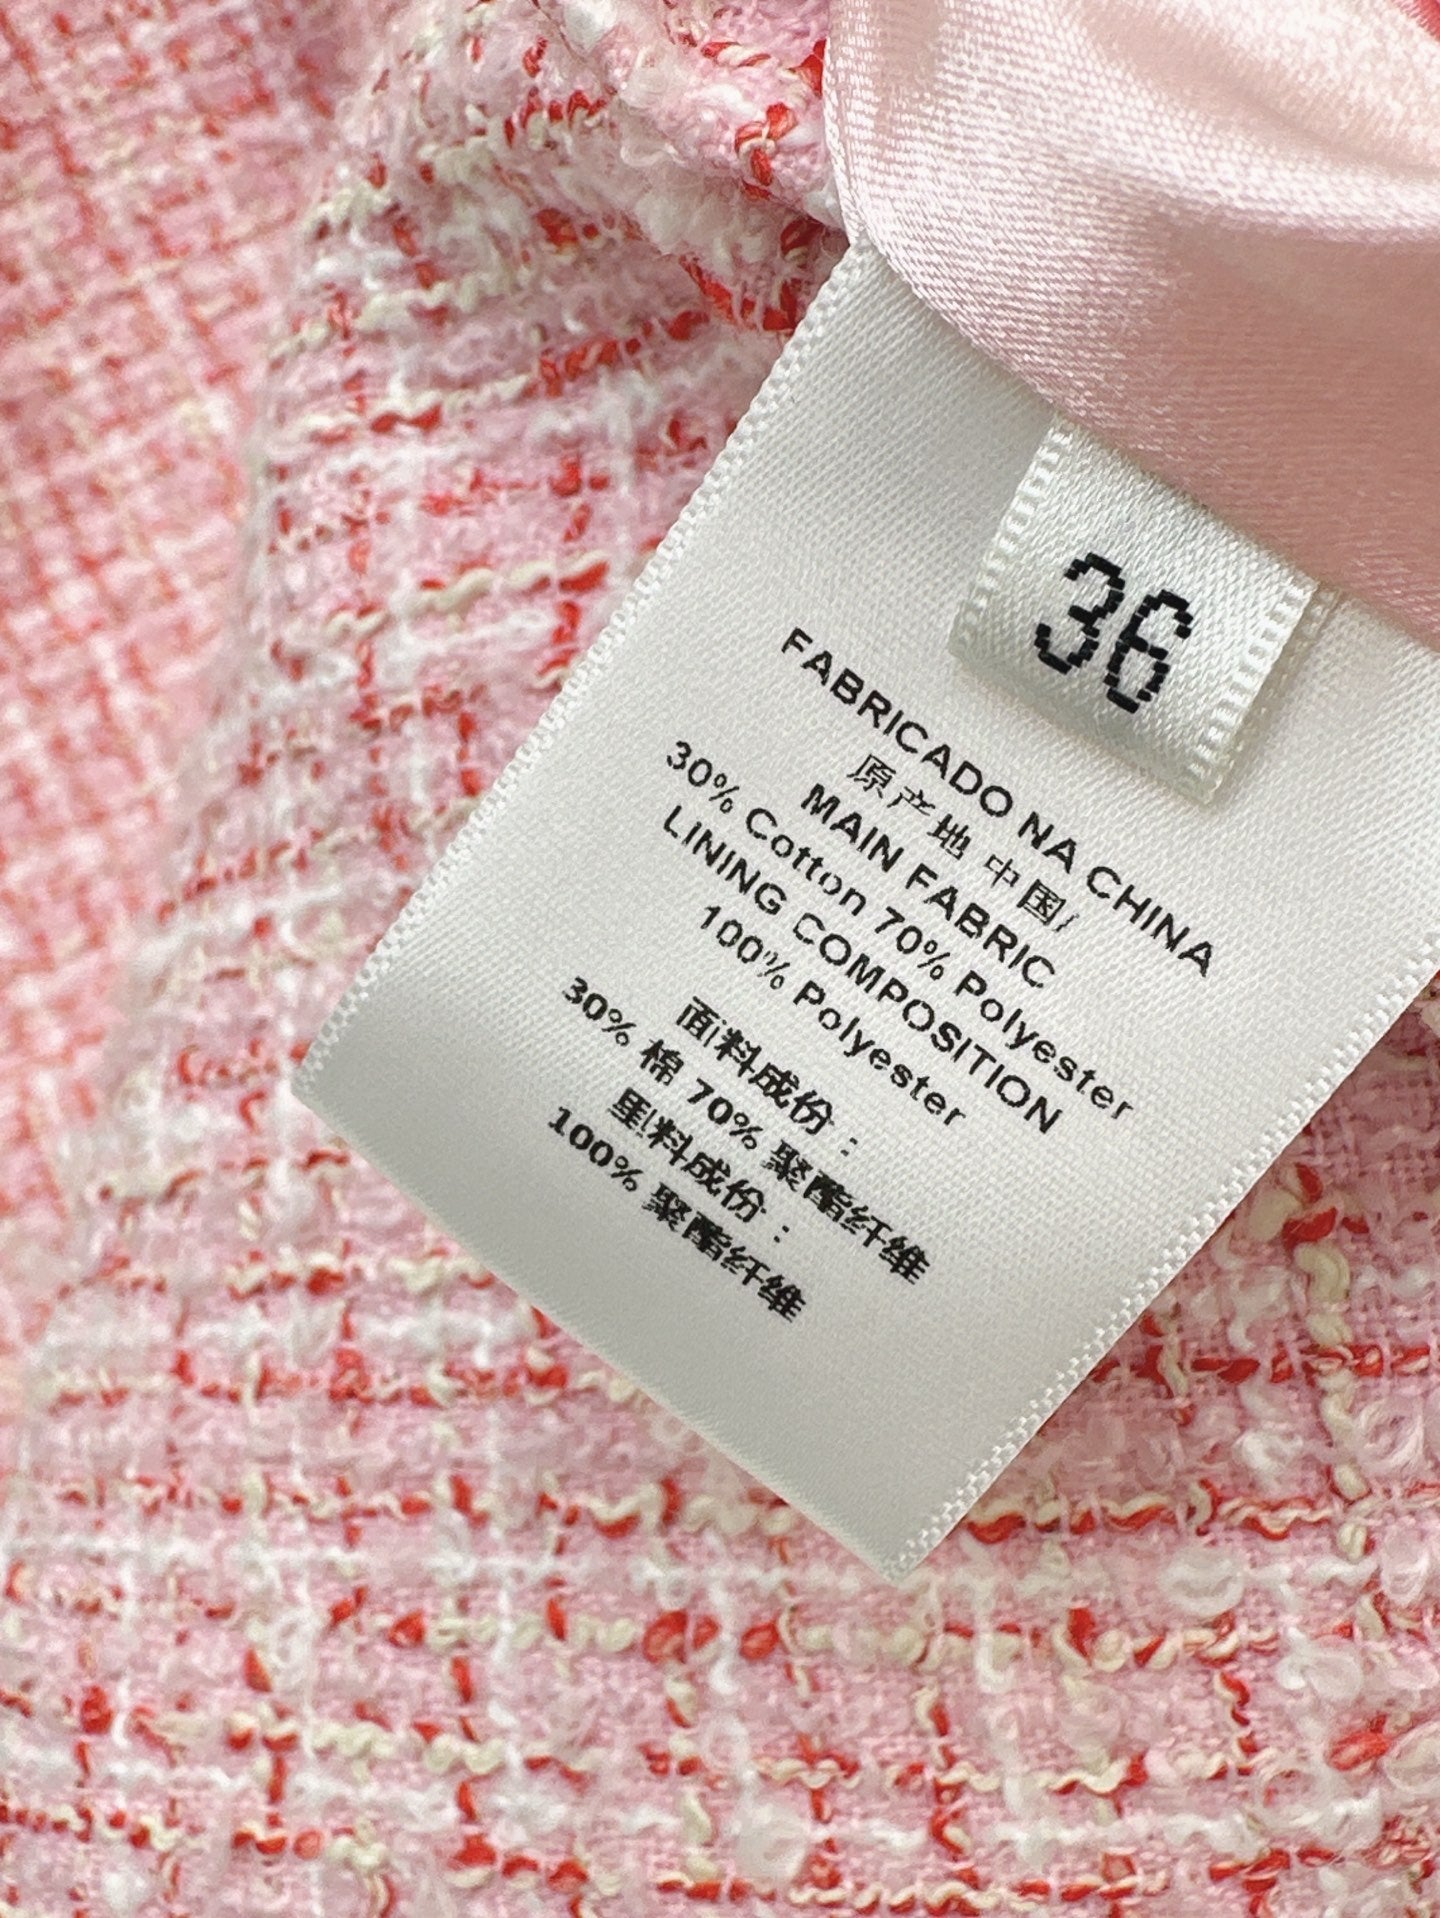 36
FABRICADO NA CHINA
原产地 中国/
MAIN FABRIC
30% Cotton 70% Polyester
LINING COMPOSITION
100% Polyester
面料成份：
30% 棉 70% 聚酯纤维
里料成份：
100% 聚酯纤维